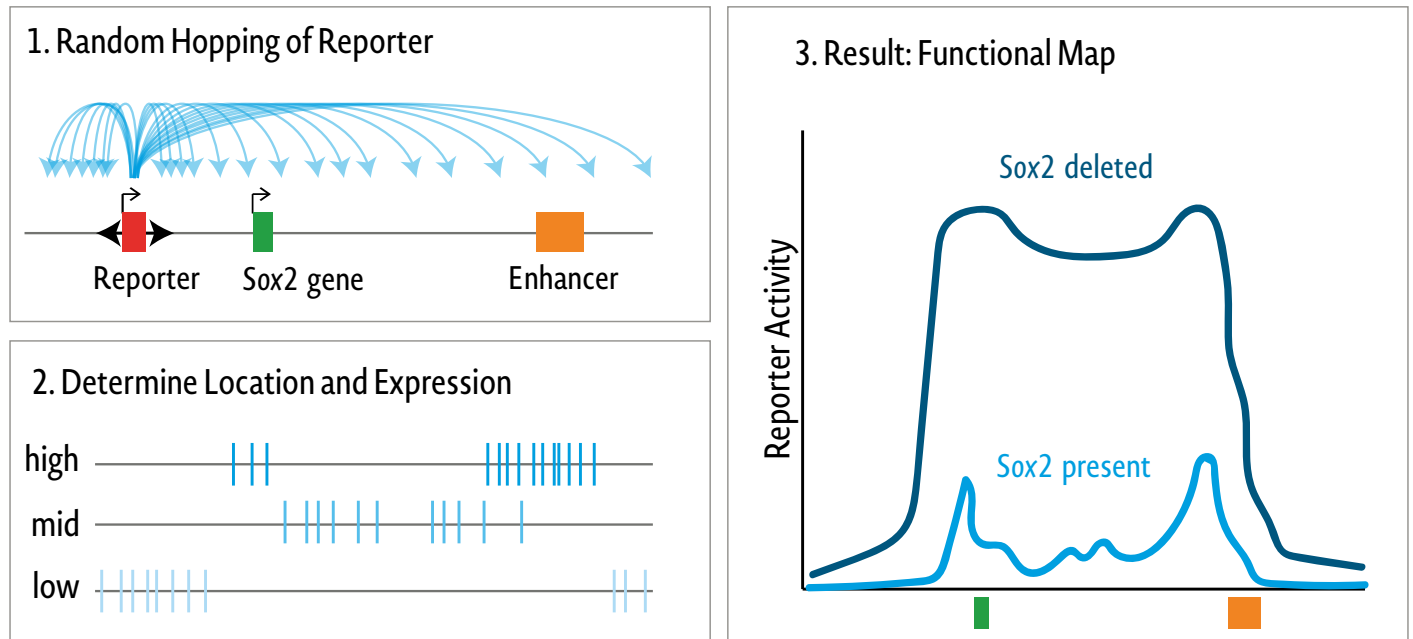 1. Random Hopping of Reporter
Reporter
Sox2 gene
Enhancer
2. Determine Location and Expression
high
mid
low
3. Result: Functional Map
Sox2 deleted
Reporter Activity
Sox2 present